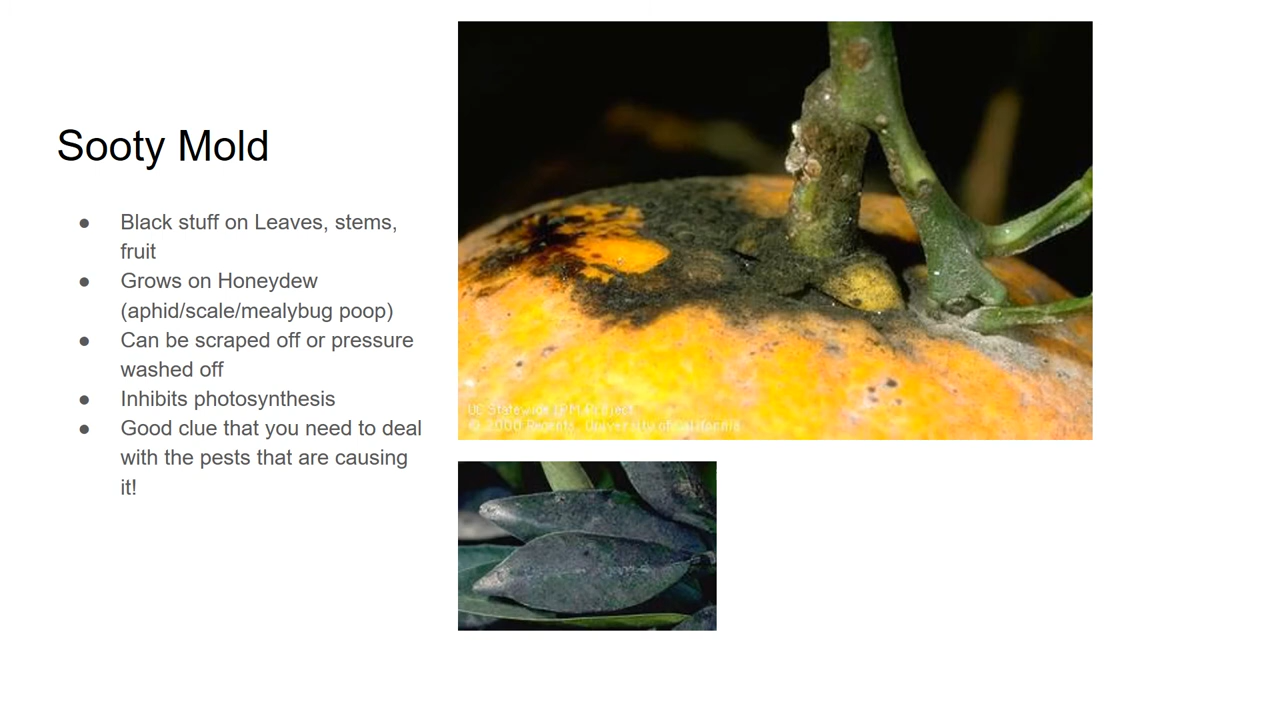 Sooty Mold
● Black stuff on Leaves, stems,
fruit
● Grows on Honeydew
(aphid/scale/mealybug poop)
● Can be scraped off or pressure
washed off
● Inhibits photosynthesis
● Good clue that you need to deal
with the pests that are causing
it!
UC Statewide IPM Project
© 2000 Regents, University of California